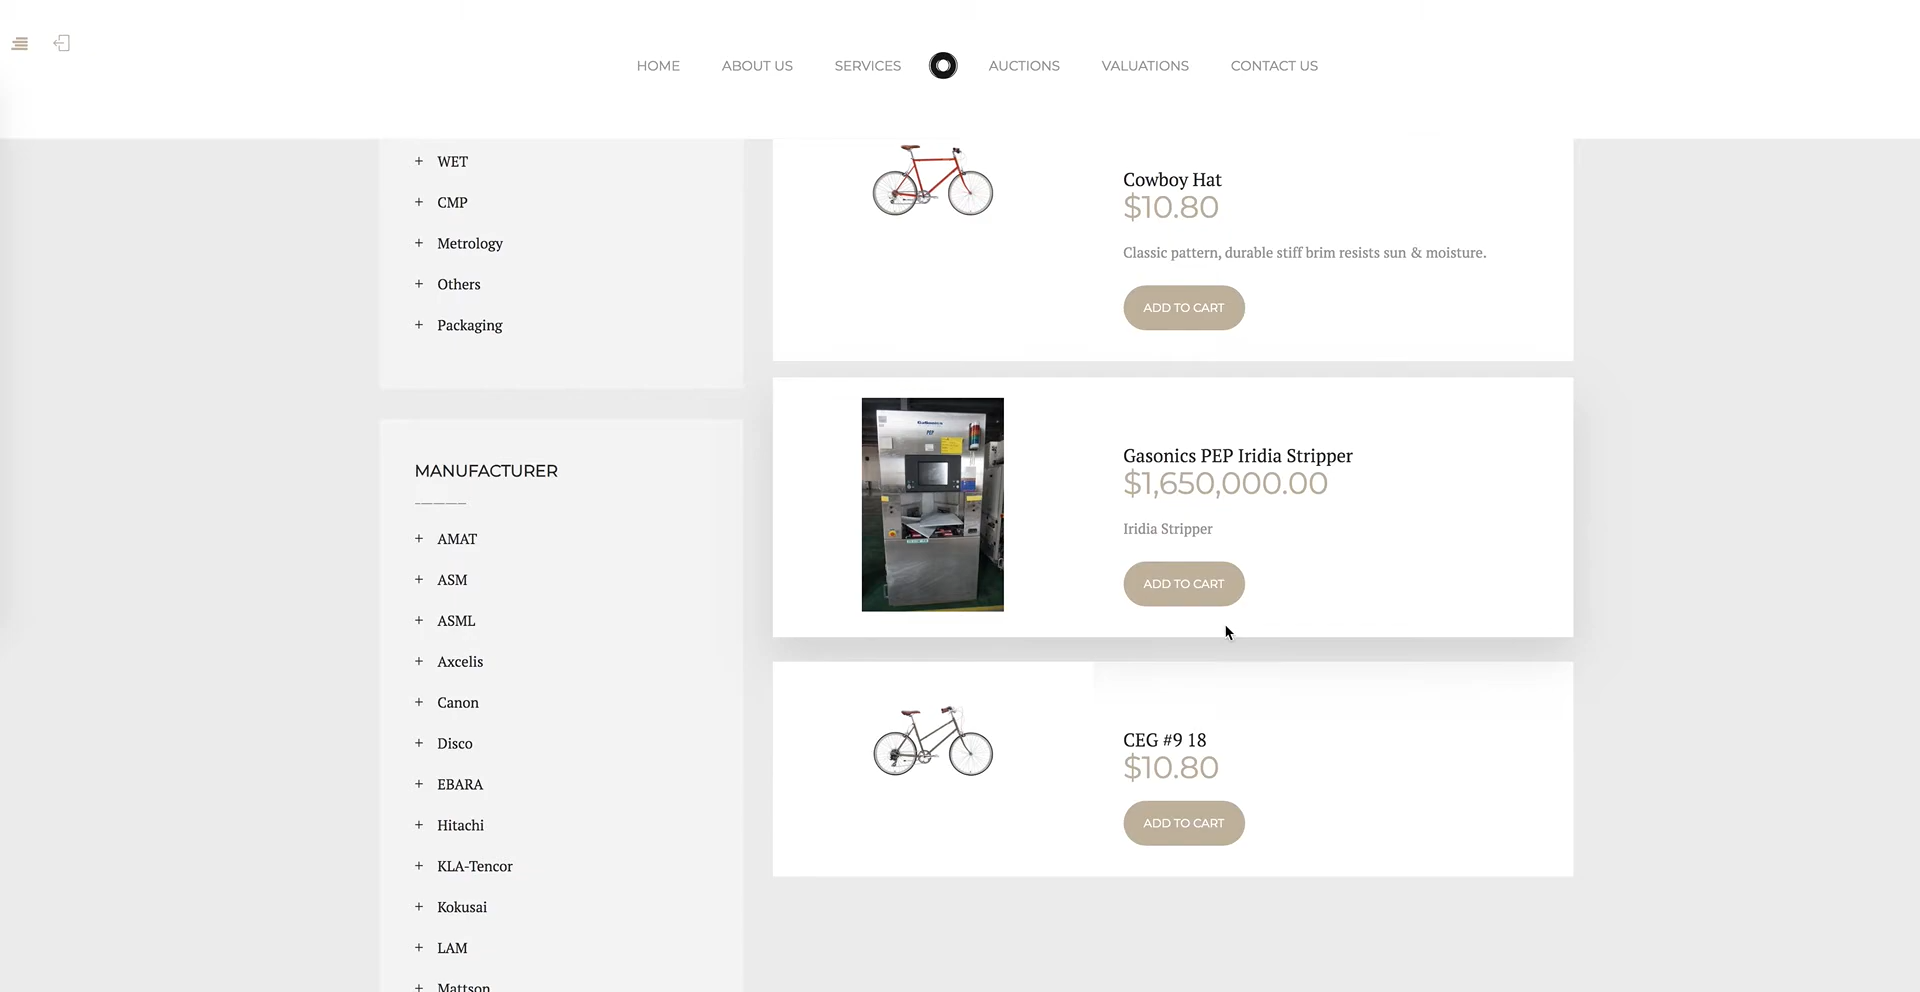 HOME ABOUT US SERVICES AUCTIONS VALUATIONS CONTACT US
+ WET
+ CMP
+ Metrology
+ Others
+ Packaging
MANUFACTURER
+ AMAT
+ ASM
+ ASML
+ Axcelis
+ Canon
+ Disco
+ EBARA
+ Hitachi
+ KLA-Tencor
+ Kokusai
+ LAM
+ Mattson
Cowboy Hat
$10.80
Classic pattern, durable stiff brim resists sun & moisture.
ADD TO CART
GaSonics
PEP
Gasonics PEP Iridia Stripper
$1,650,000.00
Iridia Stripper
ADD TO CART
CEG #9 18
$10.80
ADD TO CART